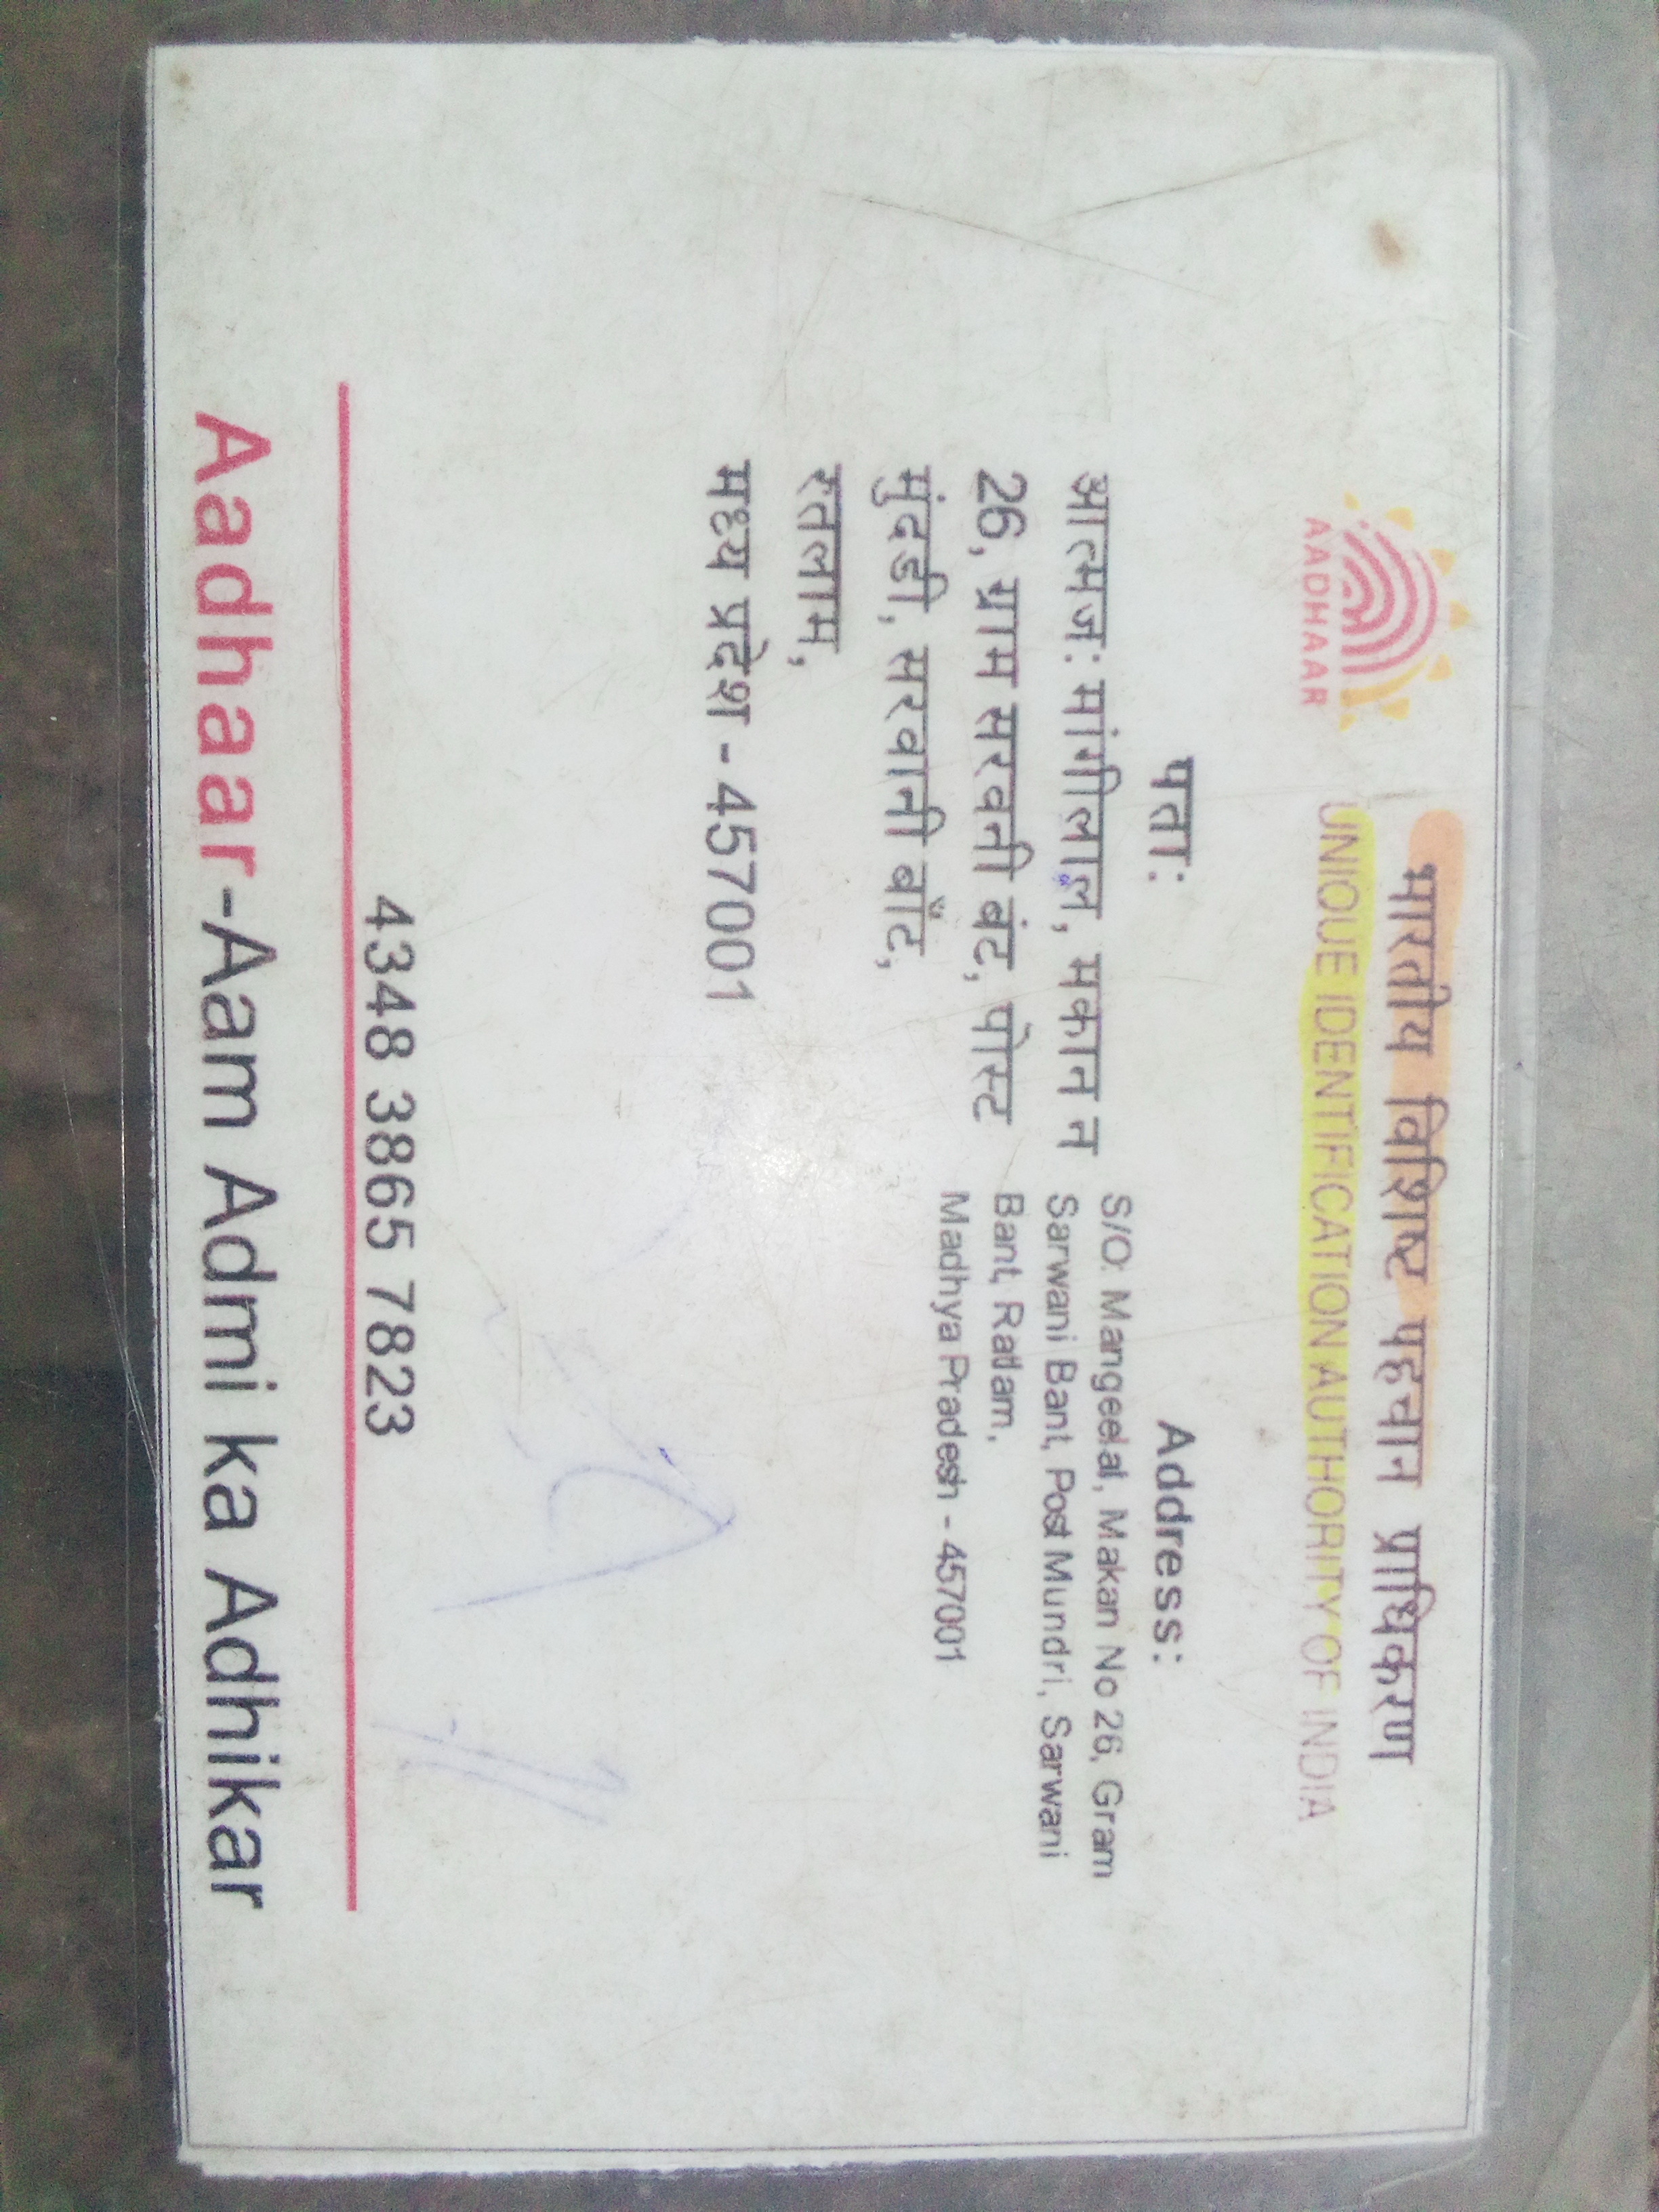 AADHAAR
भारतीय विशिष्ट पहचान प्राधिकरण
UNIQUE IDENTIFICATION AUTHORITY OF INDIA
पता:
आत्मज: मांगीलाल, मकान न
26, ग्राम सरवनी बंट, पोस्ट
मुंदडी, सरवानी बॉंट,
रतलाम,
मध्य प्रदेश - 457001
Address:
S/O: Mangeelal, Makan No 26, Gram
Sarwani Bant, Post Mundri, Sarwani
Bant, Ratlam,
Madhya Pradesh - 457001
4348 3865 7823
Aadhaar-Aam Admi ka Adhikar